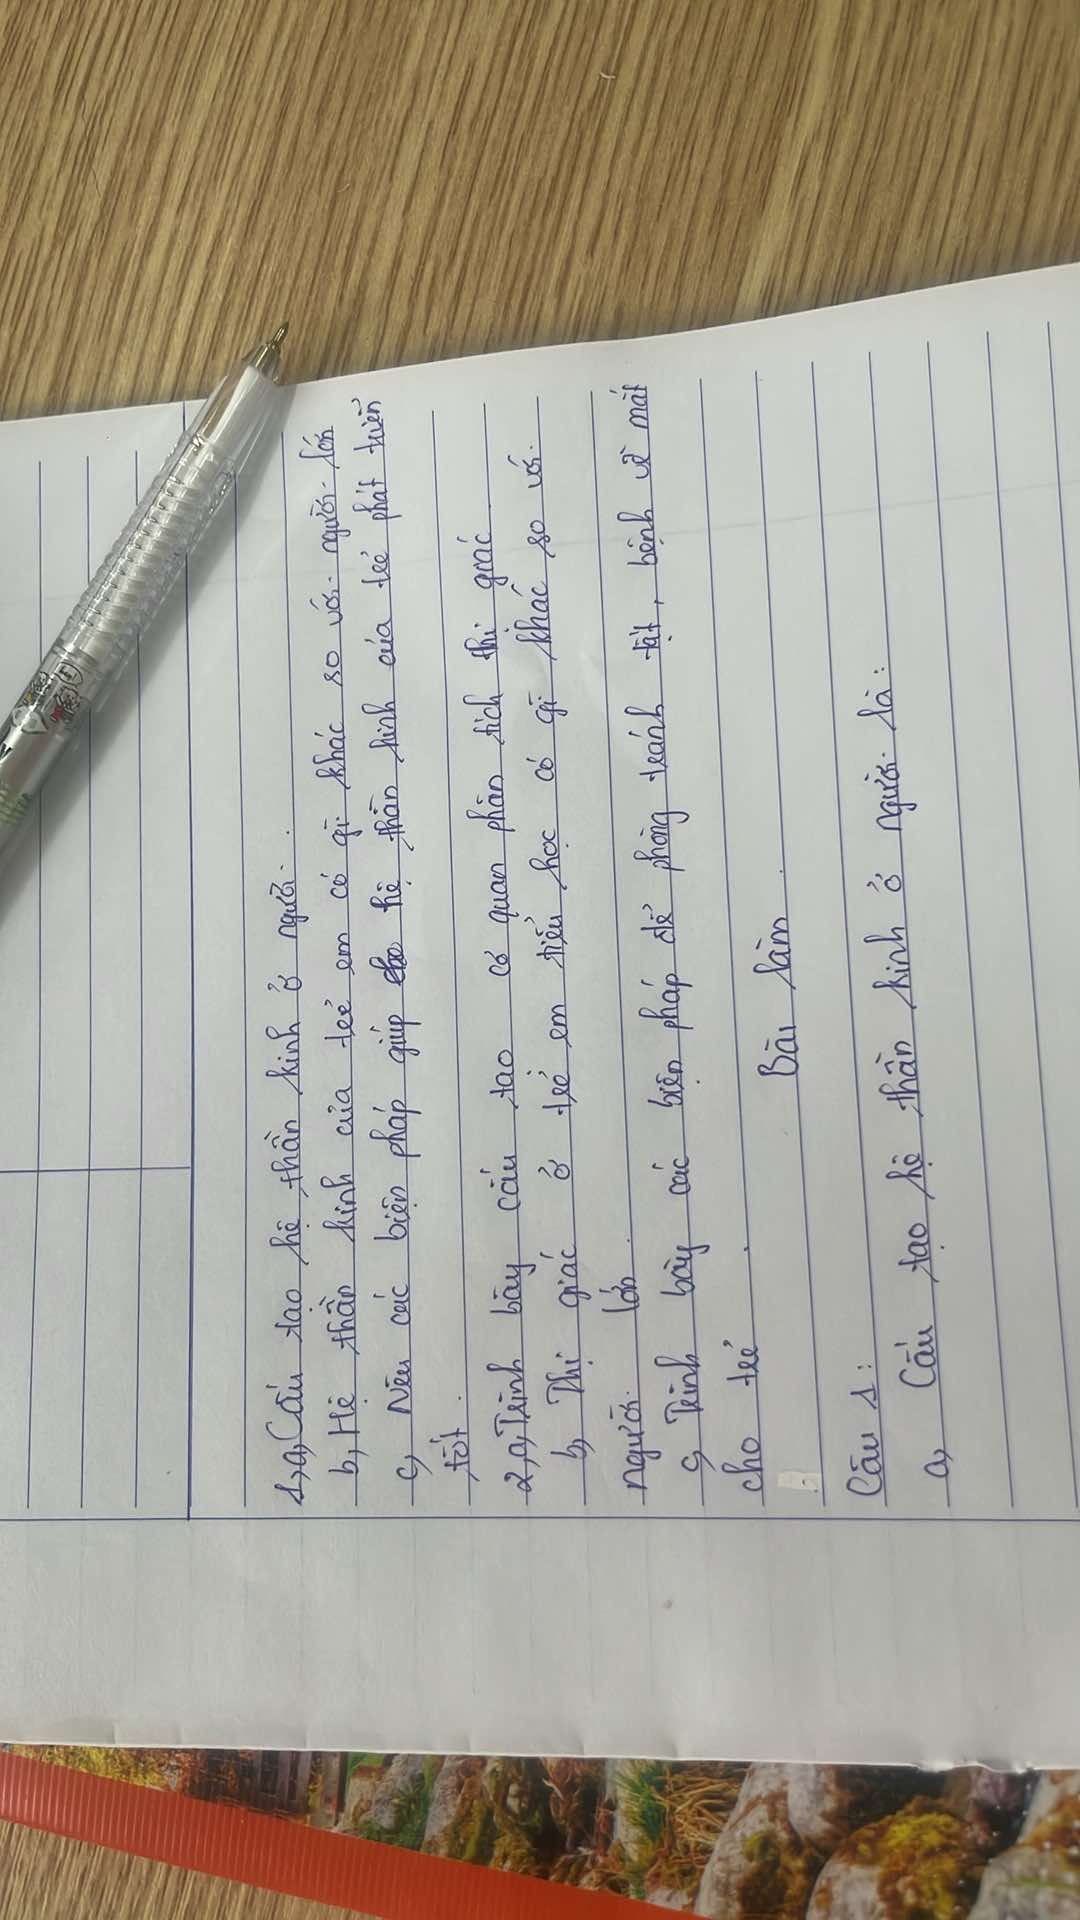 1, a, Cấu tạo hệ thần kinh ở người.
b, Hệ thần kinh của trẻ em có gì khác so với người lớn
c, Nêu các biện pháp giúp cho hệ thần kinh của trẻ phát triển
tốt.
2, a, Trình bày cấu tạo cơ quan phân tích thị giác
b, Thị giác ở trẻ em tiểu học có gì khác so với
người lớn.
c, Trình bày các biện pháp để phòng tránh tật, bệnh về mắt
cho trẻ.
Bài làm.
Câu 1:
a, Cấu tạo hệ thần kinh ở người là: